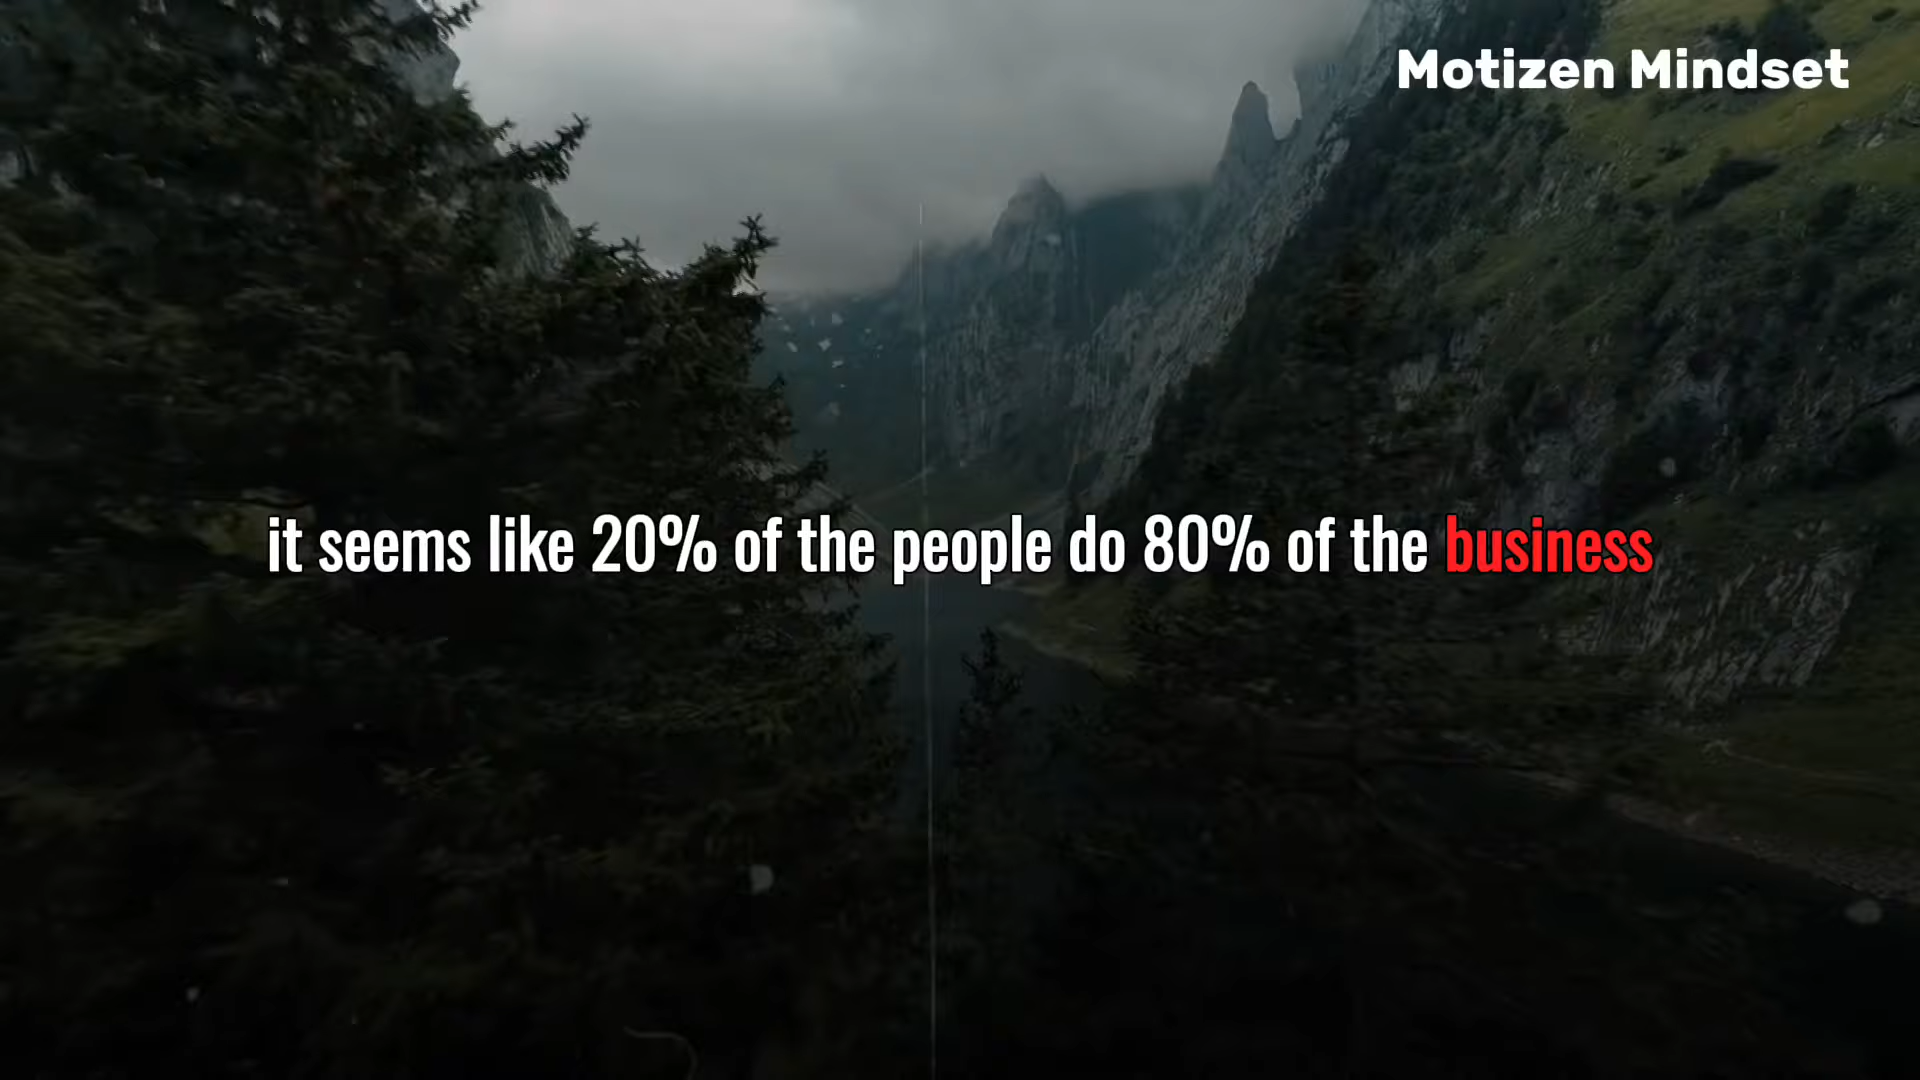 Motizen Mindset
it seems like 20% of the people do 80% of the business